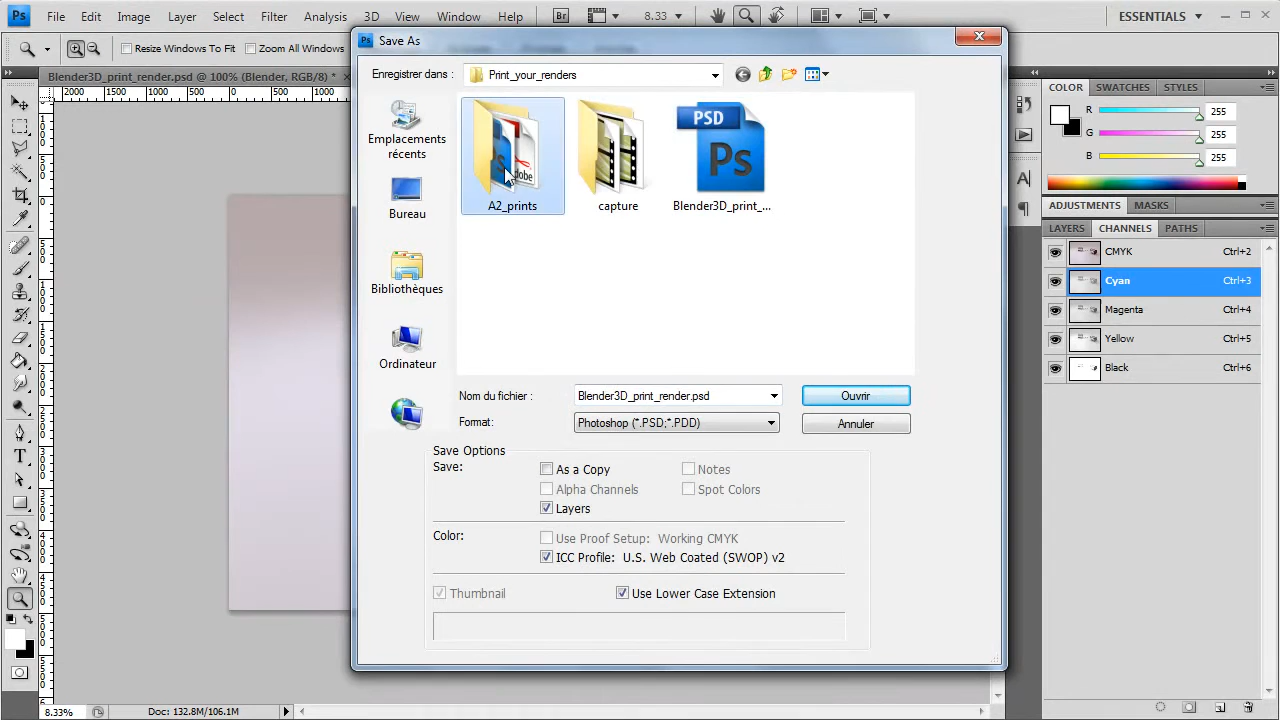 Ps
File Edit Image Layer Select Filter Analysis 3D View Window Help
Br
8.33
ESSENTIALS
Resize Windows To Fit
Zoom All Windows
Blender3D_print_render.psd @ 100% (Blender, RGB/8) *
2000 1500 1000 500 0 500 1000
Ps Save As
Enregistrer dans :
Print_your_renders
Emplacements
récents
Bureau
Bibliothèques
Ordinateur
A2_prints
capture
PSD
Ps
Blender3D_print_...
Nom du fichier :
Blender3D_print_render.psd
Ouvrir
Format:
Photoshop (*.PSD;*.PDD)
Annuler
Save Options
Save:
As a Copy
Notes
Alpha Channels
Spot Colors
Layers
Color:
Use Proof Setup: Working CMYK
ICC Profile: U.S. Web Coated (SWOP) v2
Thumbnail
Use Lower Case Extension
COLOR SWATCHES STYLES
R 255
G 255
B 255
ADJUSTMENTS MASKS
LAYERS CHANNELS PATHS
CMYK Ctrl+2
Cyan Ctrl+3
Magenta Ctrl+4
Yellow Ctrl+5
Black Ctrl+6
8.33%
Doc: 132.8M/106.1M